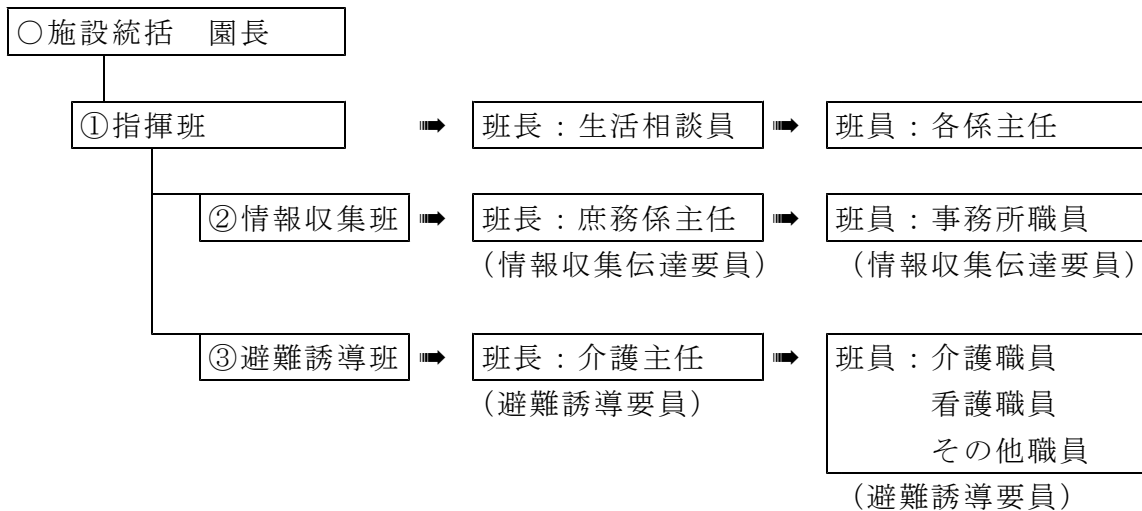 ○施設統括　園長
①指揮班 ➠ 班長：生活相談員 ➠ 班員：各係主任
②情報収集班 ➠ 班長：庶務係主任 ➠ 班員：事務所職員
（情報収集伝達要員） （情報収集伝達要員）
③避難誘導班 ➠ 班長：介護主任 ➠ 班員：介護職員
（避難誘導要員） 看護職員
その他職員
（避難誘導要員）